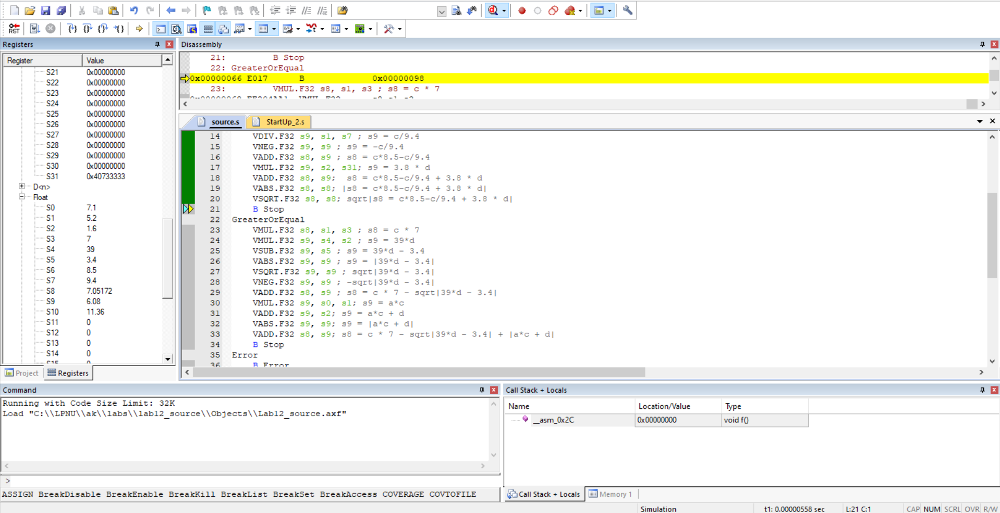 RST
Registers
Register Value
S21 0x00000000
S22 0x00000000
S23 0x00000000
S24 0x00000000
S25 0x00000000
S26 0x00000000
S27 0x00000000
S28 0x00000000
S29 0x00000000
S30 0x00000000
S31 0x40733333
D<n>
Float
S0 7.1
S1 5.2
S2 1.6
S3 7
S4 39
S5 3.4
S6 8.5
S7 9.4
S8 7.05172
S9 6.08
S10 11.36
S11 0
S12 0
S13 0
S14 0
S15 0
Project Registers
Disassembly
21: B Stop
22: GreaterOrEqual
0x00000066 E017 B 0x00000098
23: VMUL.F32 s8, s1, s3 ; s8 = c * 7
source.s StartUp_2.s
14 VDIV.F32 s9, s1, s7 ; s9 = c/9.4
15 VNEG.F32 s9, s9 ; s9 = -c/9.4
16 VADD.F32 s8, s9 ; s8 = c*8.5-c/9.4
17 VMUL.F32 s9, s2, s31; s9 = 3.8 * d
18 VADD.F32 s8, s9;  s8 = c*8.5-c/9.4 + 3.8 * d
19 VABS.F32 s8, s8; |s8 = c*8.5-c/9.4 + 3.8 * d|
20 VSQRT.F32 s8, s8; sqrt|s8 = c*8.5-c/9.4 + 3.8 * d|
21 B Stop
22 GreaterOrEqual
23 VMUL.F32 s8, s1, s3 ; s8 = c * 7
24 VMUL.F32 s9, s4, s2 ; s9 = 39*d
25 VSUB.F32 s9, s5 ; s9 = 39*d - 3.4
26 VABS.F32 s9, s9 ; s9 = |39*d - 3.4|
27 VSQRT.F32 s9, s9 ; sqrt|39*d - 3.4|
28 VNEG.F32 s9, s9 ; -sqrt|39*d - 3.4|
29 VADD.F32 s8, s9 ; s8 = c * 7 - sqrt|39*d - 3.4|
30 VMUL.F32 s9, s0, s1; s9 = a*c
31 VADD.F32 s9, s2; s9 = a*c + d
32 VABS.F32 s9, s9; s9 = |a*c + d|
33 VADD.F32 s8, s9; s8 = c * 7 - sqrt|39*d - 3.4| + |a*c + d|
34 B Stop
35 Error
36 B Error
Command
Running with Code Size Limit: 32K
Load "C:\\LPNU\\ak\\labs\\lab12_source\\Objects\\Lab12_source.axf"
>
ASSIGN BreakDisable BreakEnable BreakKill BreakList BreakSet BreakAccess COVERAGE COVTOFILE
Call Stack + Locals
Name Location/Value Type
__asm_0x2C 0x00000000 void f()
Call Stack + Locals Memory 1
Simulation t1: 0.00000558 sec L:21 C:1 CAP NUM SCRL OVR R/W